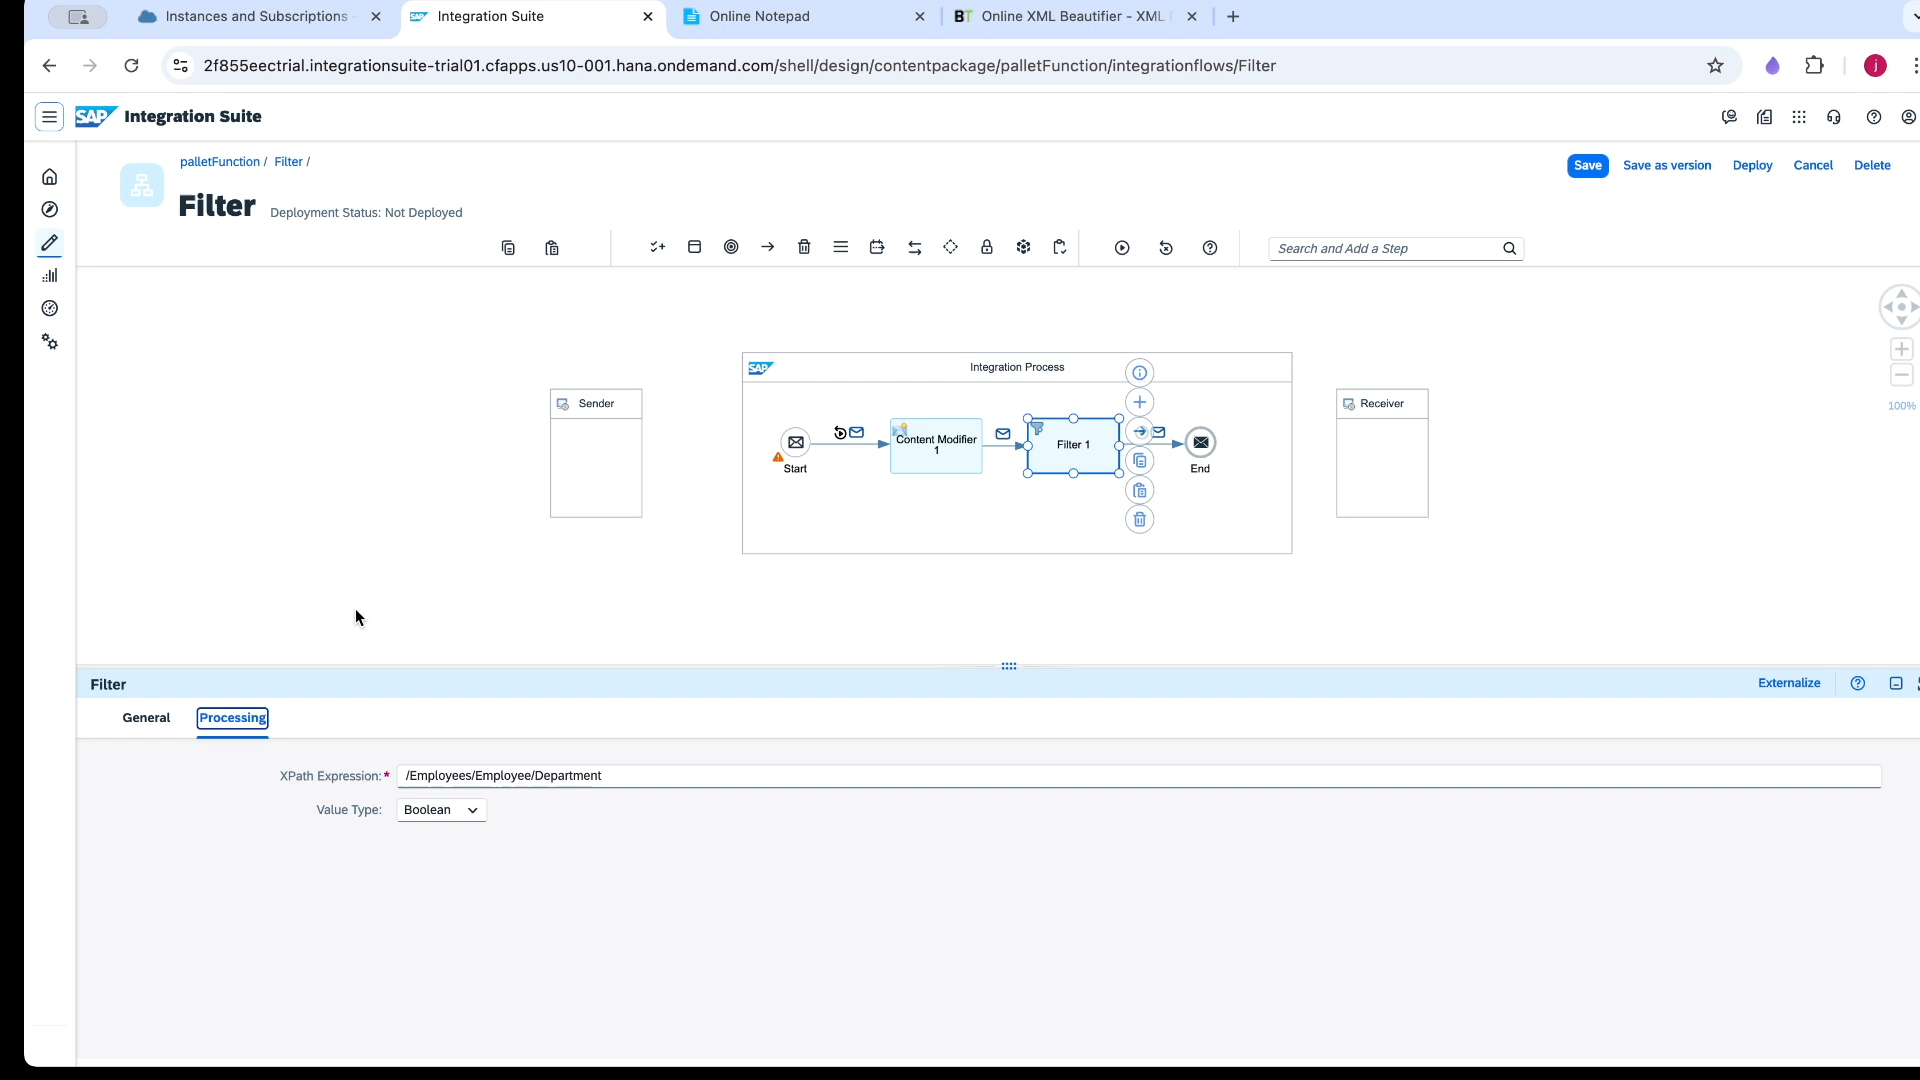 Instances and Subscriptions
Integration Suite
Online Notepad
BT Online XML Beautifier - XML
2f855eectrial.integrationsuite-trial01.cfapps.us10-001.hana.ondemand.com/shell/design/contentpackage/palletFunction/integrationflows/Filter
j
SAP Integration Suite
palletFunction / Filter /
Save Save as version Deploy Cancel Delete
Filter Deployment Status: Not Deployed
Search and Add a Step
SAP Integration Process
Sender
Receiver
100%
Content Modifier
1
Filter 1
Start
End
Filter
Externalize
General Processing
XPath Expression:* /Employees/Employee/Department
Value Type: Boolean